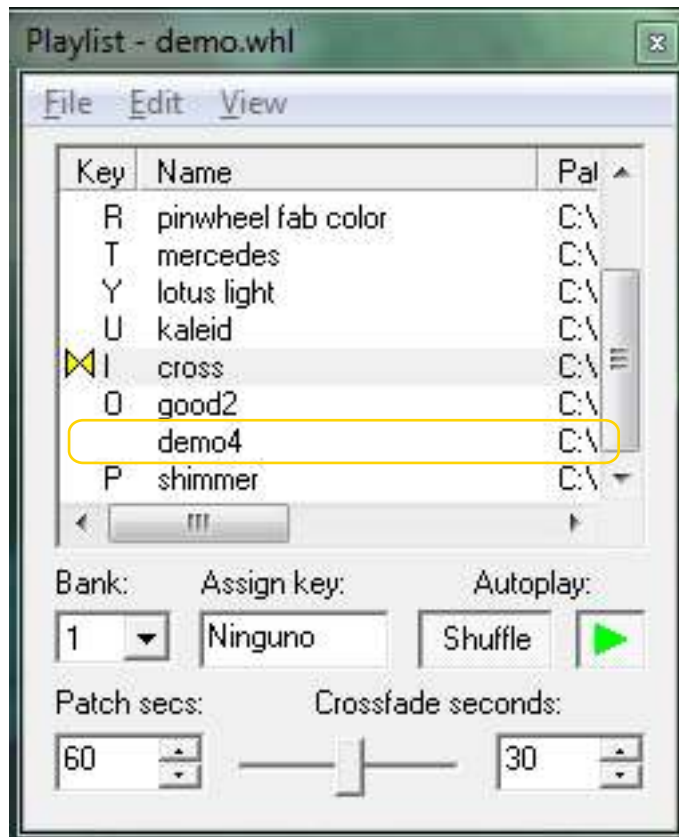 Playlist - demo.whl
File Edit View
Key Name Pal
R pinwheel fab color C:\
T mercedes C:\
Y lotus light C:\
U kaleid C:\
I cross C:\
O good2 C:\
demo4 C:\
P shimmer C:\
Bank: Assign key: Autoplay:
1 Ninguno Shuffle
Patch secs: Crossfade seconds:
60 30